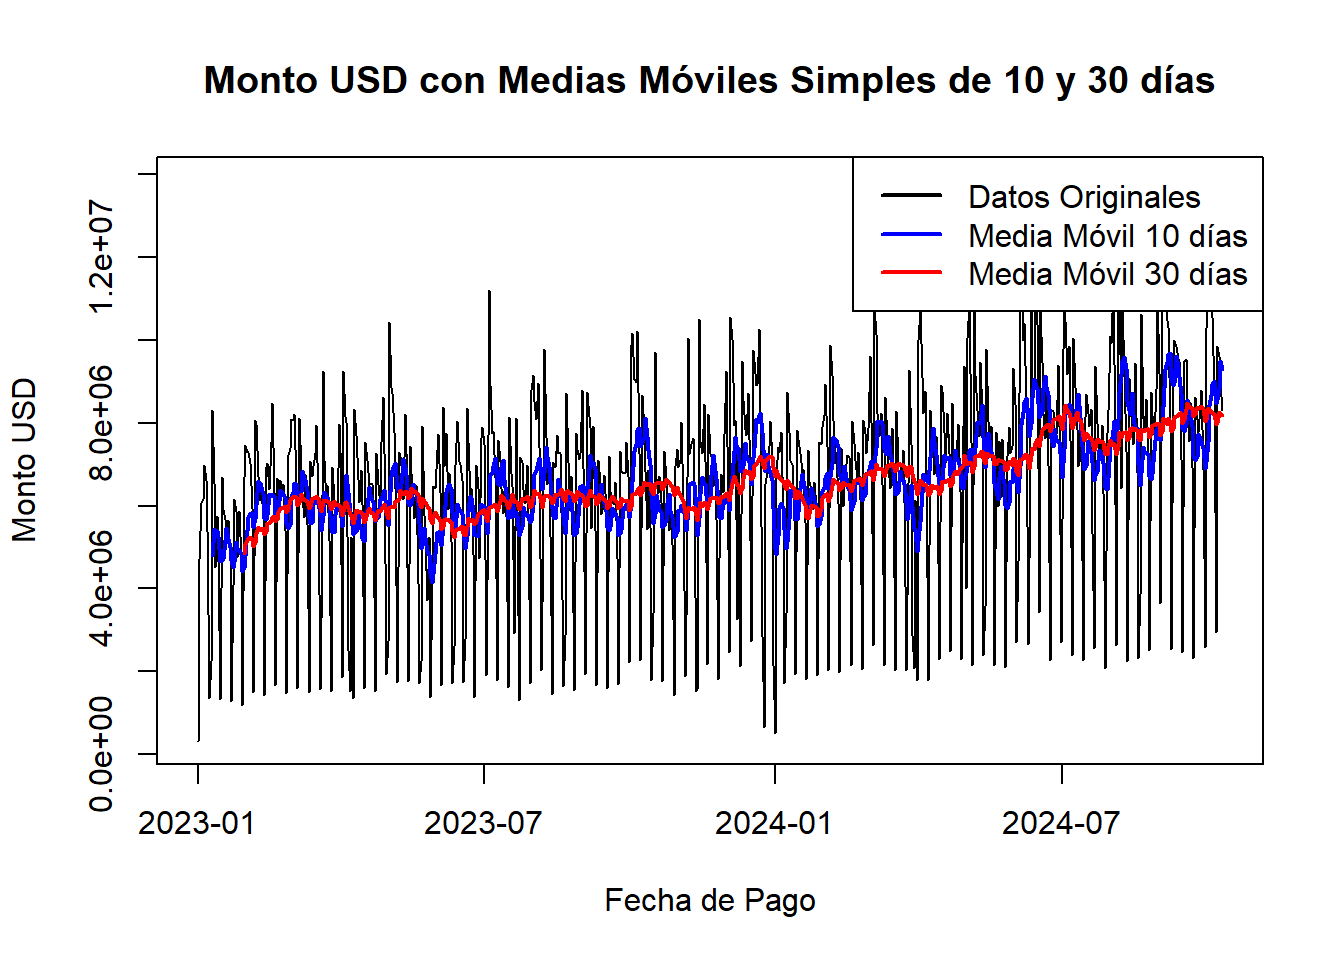 Monto USD con Medias Móviles Simples de 10 y 30 días
Datos Originales
Media Móvil 10 días
Media Móvil 30 días
Monto USD
1.2e+07
8.0e+06
4.0e+06
0.0e+00
2023-01
2023-07
2024-01
2024-07
Fecha de Pago